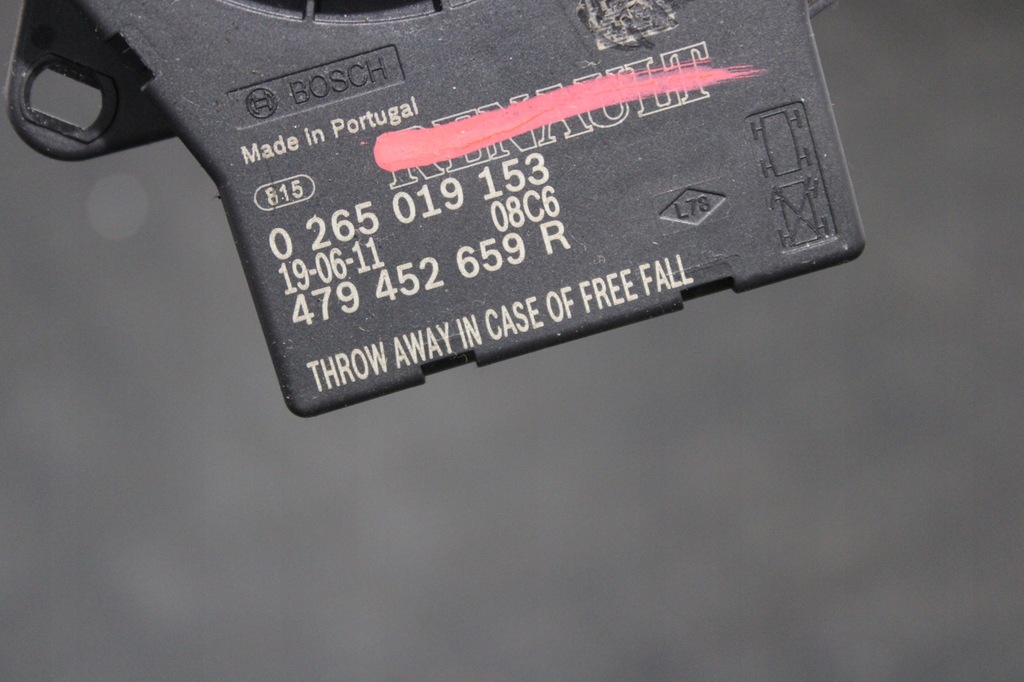 BOSCH
Made in Portugal
RENAULT
815
0 265 019 153
19-06-11 08C6
479 452 659 R
L78
THROW AWAY IN CASE OF FREE FALL